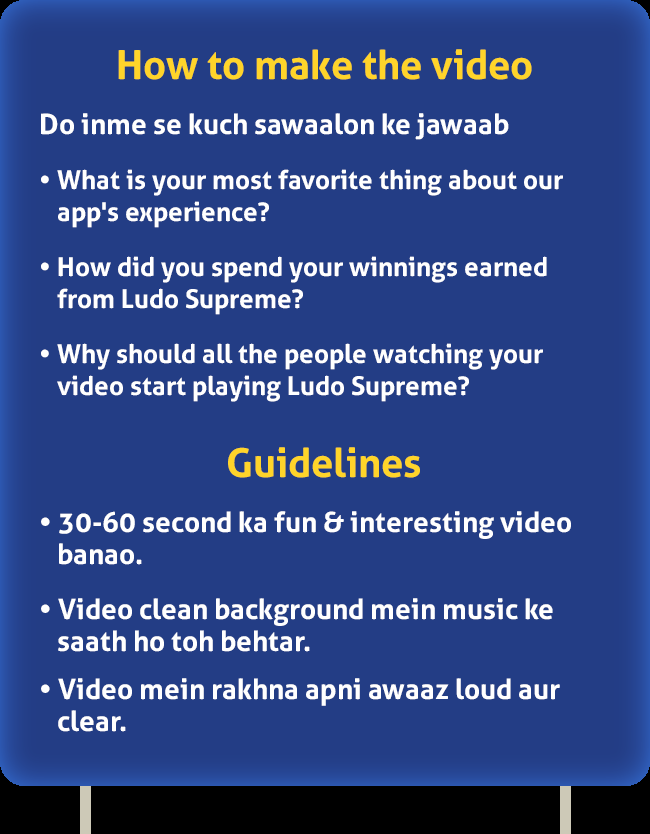 How to make the video
Do inme se kuch sawaalon ke jawaab
• What is your most favorite thing about our
app's experience?
• How did you spend your winnings earned
from Ludo Supreme?
• Why should all the people watching your
video start playing Ludo Supreme?
Guidelines
• 30-60 second ka fun & interesting video
banao.
• Video clean background mein music ke
saath ho toh behtar.
• Video mein rakhna apni awaaz loud aur
clear.